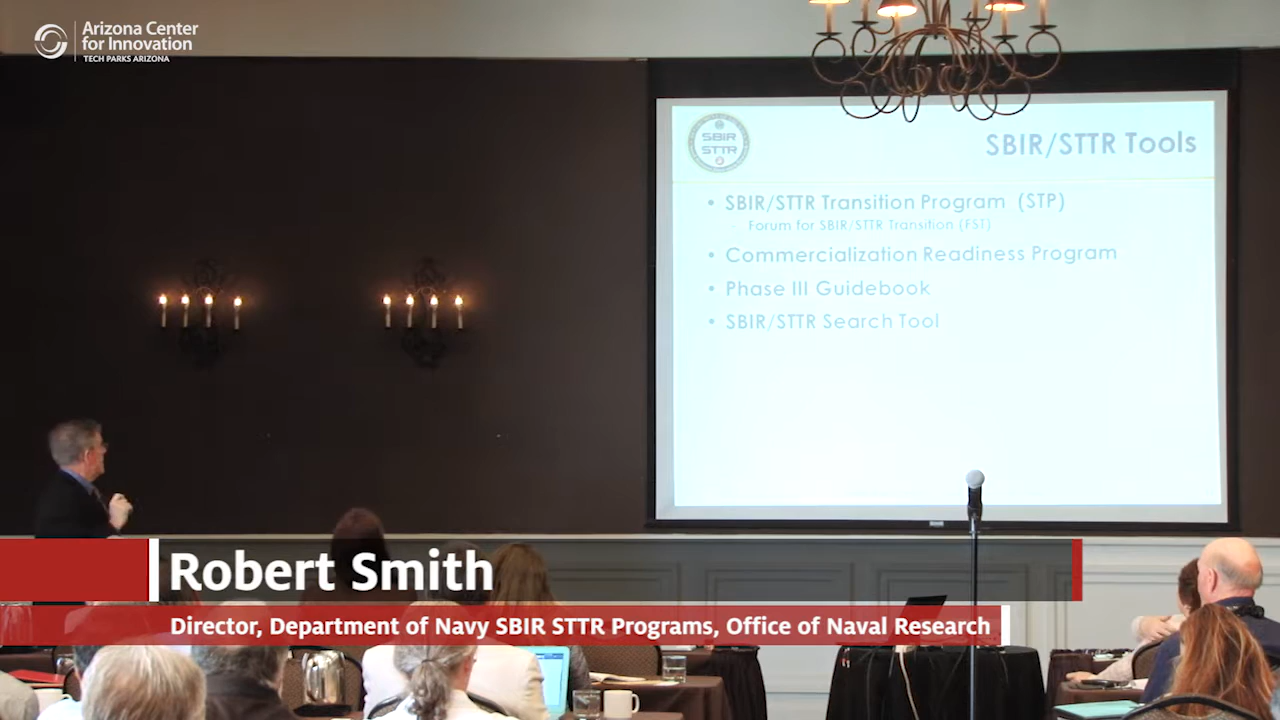 Arizona Center
for Innovation
TECH PARKS ARIZONA
SBIR
STTR
SBIR/STTR Tools
• SBIR/STTR Transition Program (STP)
- Forum for SBIR/STTR Transition (FST)
• Commercialization Readiness Program
• Phase III Guidebook
• SBIR/STTR Search Tool
Robert Smith
Director, Department of Navy SBIR STTR Programs, Office of Naval Research